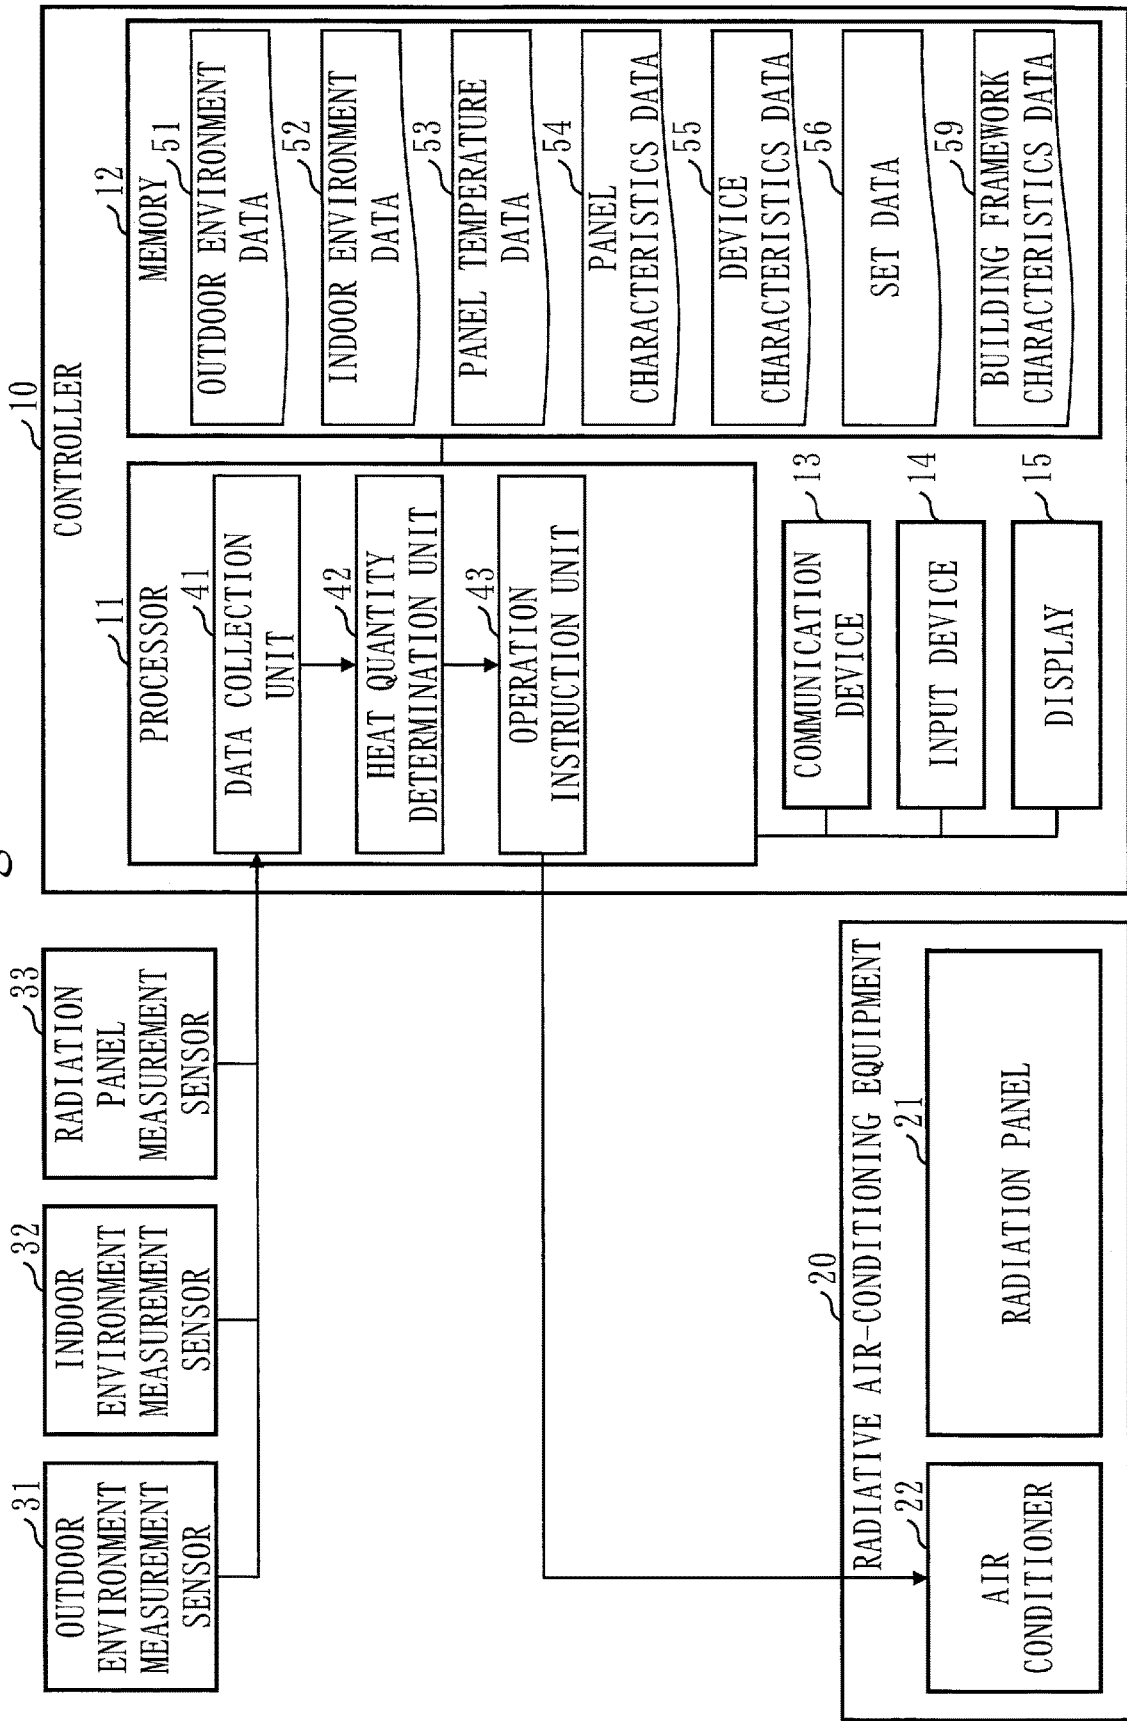 31
OUTDOOR
ENVIRONMENT
MEASUREMENT
SENSOR
32
INDOOR
ENVIRONMENT
MEASUREMENT
SENSOR
33
RADIATION
PANEL
MEASUREMENT
SENSOR
10
CONTROLLER
11
PROCESSOR
41
DATA COLLECTION
UNIT
42
HEAT QUANTITY
DETERMINATION UNIT
43
OPERATION
INSTRUCTION UNIT
12
MEMORY
51
OUTDOOR ENVIRONMENT
DATA
52
INDOOR ENVIRONMENT
DATA
53
PANEL TEMPERATURE
DATA
54
PANEL
CHARACTERISTICS DATA
55
DEVICE
CHARACTERISTICS DATA
56
SET DATA
59
BUILDING FRAMEWORK
CHARACTERISTICS DATA
13
COMMUNICATION
DEVICE
14
INPUT DEVICE
15
DISPLAY
20
RADIATIVE AIR-CONDITIONING EQUIPMENT
22
AIR
CONDITIONER
21
RADIATION PANEL